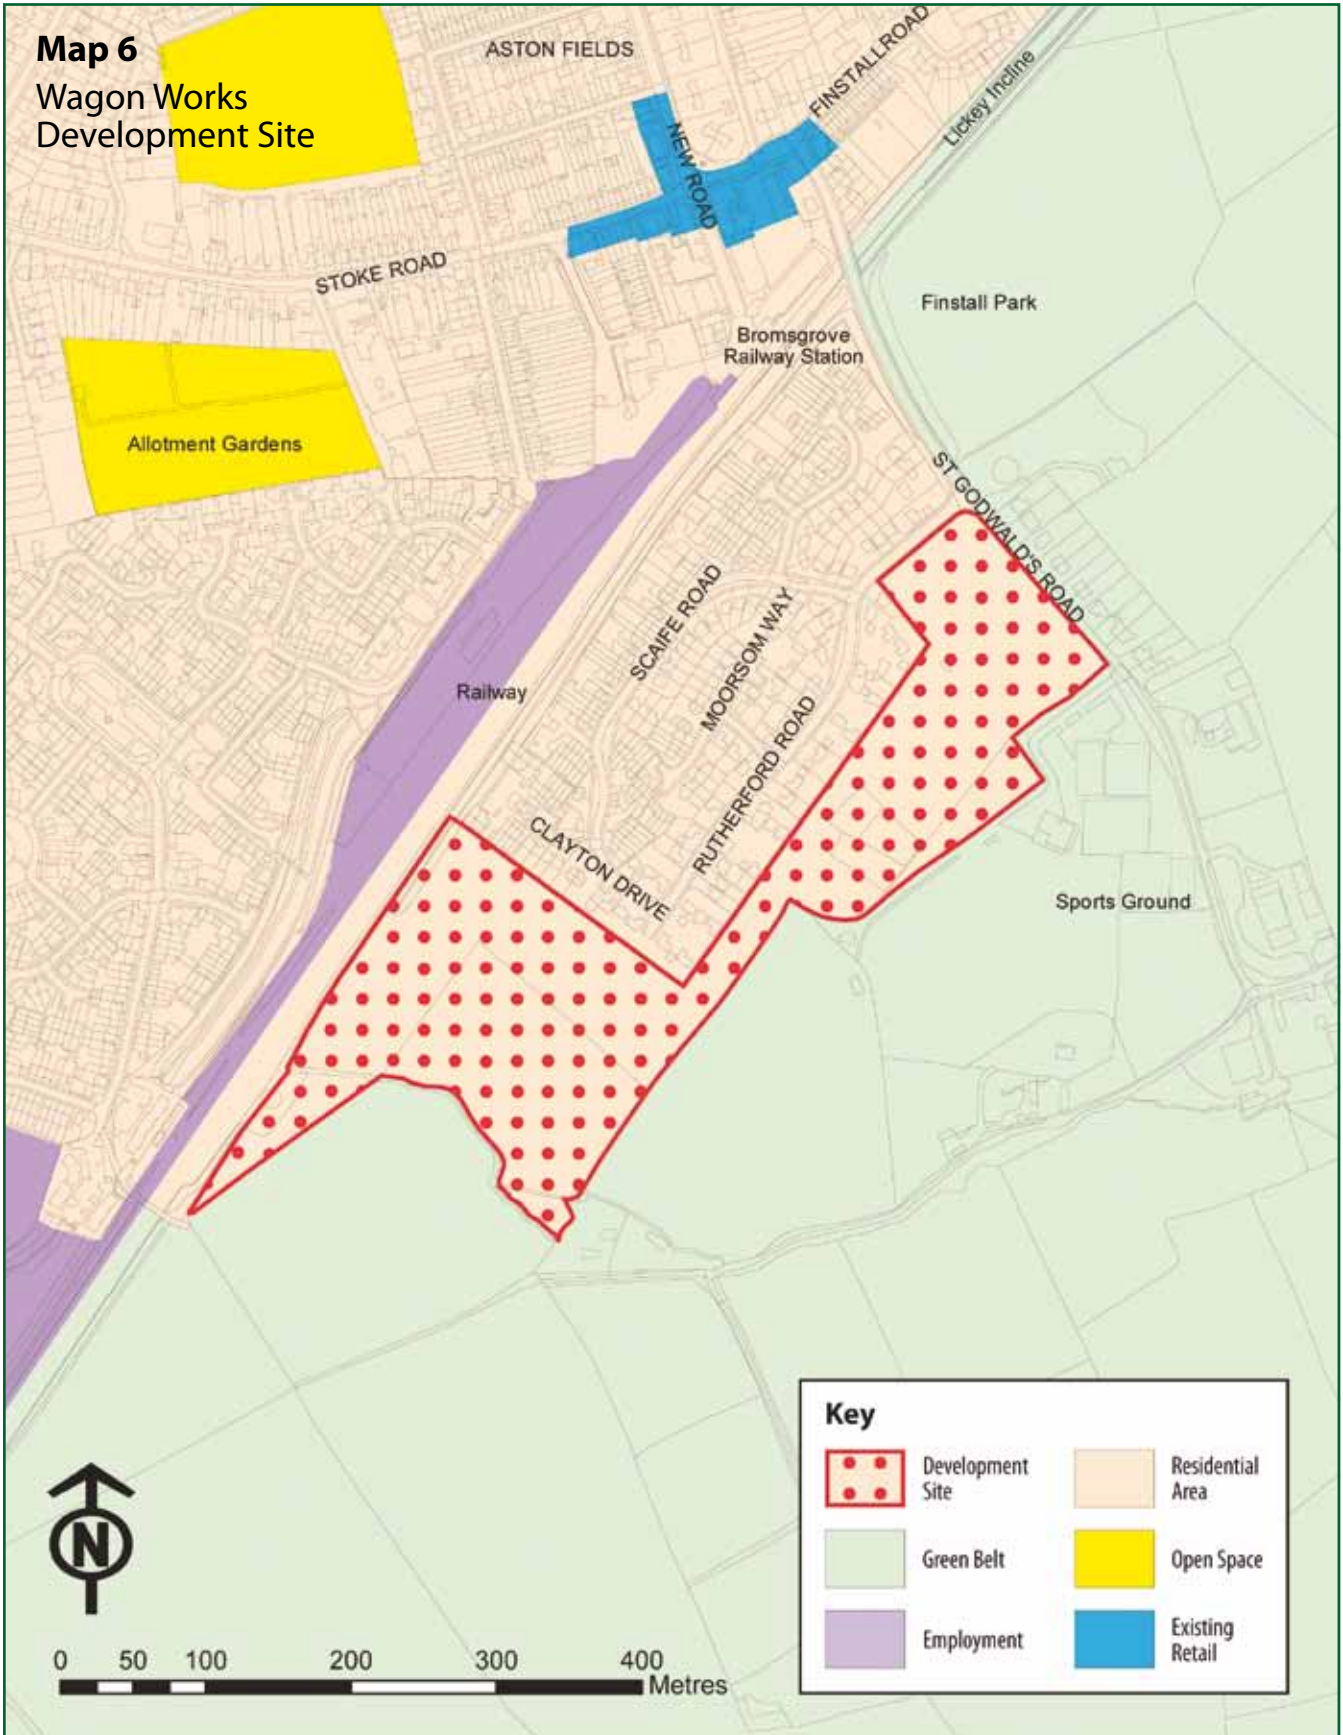 Map 6
Wagon Works
Development Site
ASTON FIELDS
FINSTALL ROAD
Lickey Incline
NEW ROAD
STOKE ROAD
Finstall Park
Bromsgrove
Railway Station
Allotment Gardens
ST GODWALD'S ROAD
SCAIFE ROAD
MOORSOM WAY
Railway
RUTHERFORD ROAD
CLAYTON DRIVE
Sports Ground
Key
Development
Site
Residential
Area
Green Belt
Open Space
Employment
Existing
Retail
N
0 50 100 200 300 400
Metres